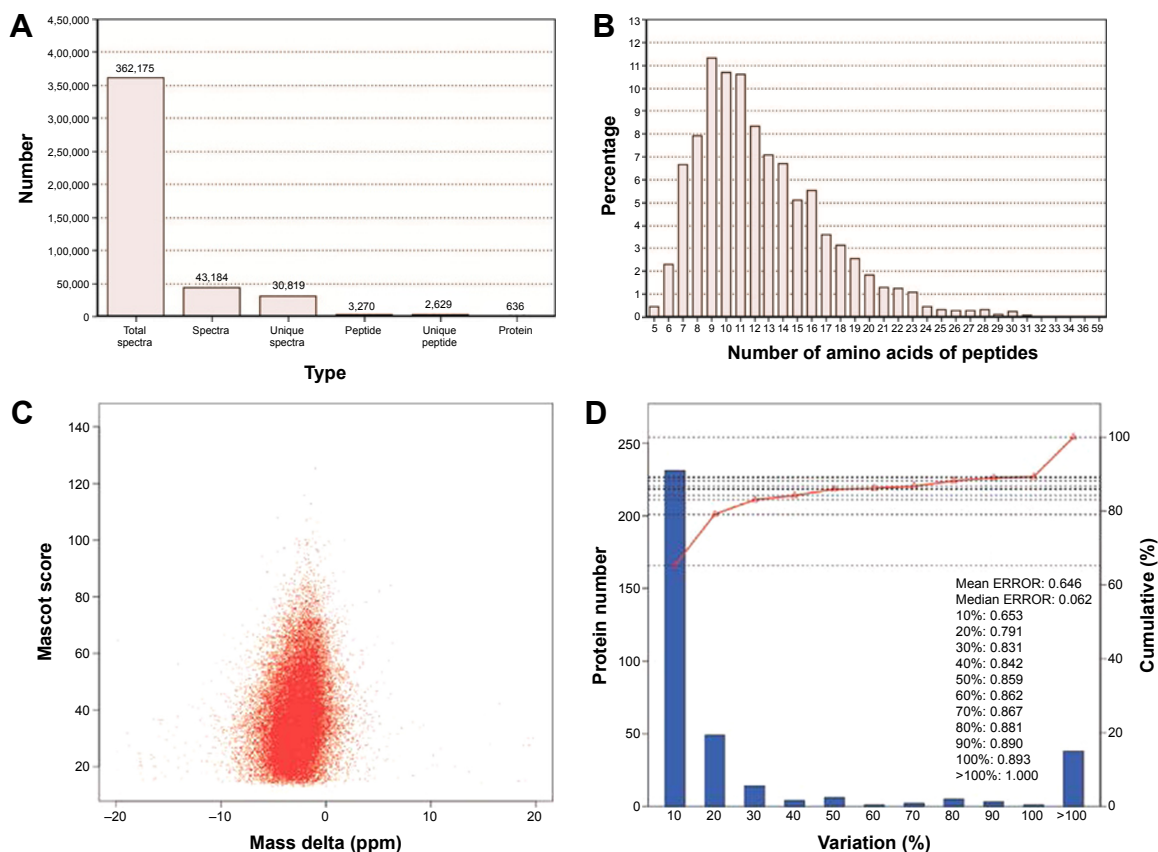 A
4,50,000
4,00,000
3,50,000
3,00,000
2,50,000
2,00,000
1,50,000
1,00,000
50,000
0
Number
362,175
43,184
30,819
3,270
2,629
636
Total spectra
Spectra
Unique spectra
Peptide
Unique peptide
Protein
Type
B
13
12
11
10
9
8
7
6
5
4
3
2
1
0
Percentage
5 6 7 8 9 10 11 12 13 14 15 16 17 18 19 20 21 22 23 24 25 26 27 28 29 30 31 32 33 34 36 59
Number of amino acids of peptides
C
140
120
100
80
60
40
20
Mascot score
–20 –10 0 10 20
Mass delta (ppm)
D
250
200
150
100
50
0
Protein number
100
80
60
40
20
0
Cumulative (%)
Mean ERROR: 0.646
Median ERROR: 0.062
10%: 0.653
20%: 0.791
30%: 0.831
40%: 0.842
50%: 0.859
60%: 0.862
70%: 0.867
80%: 0.881
90%: 0.890
100%: 0.893
>100%: 1.000
10 20 30 40 50 60 70 80 90 100 >100
Variation (%)